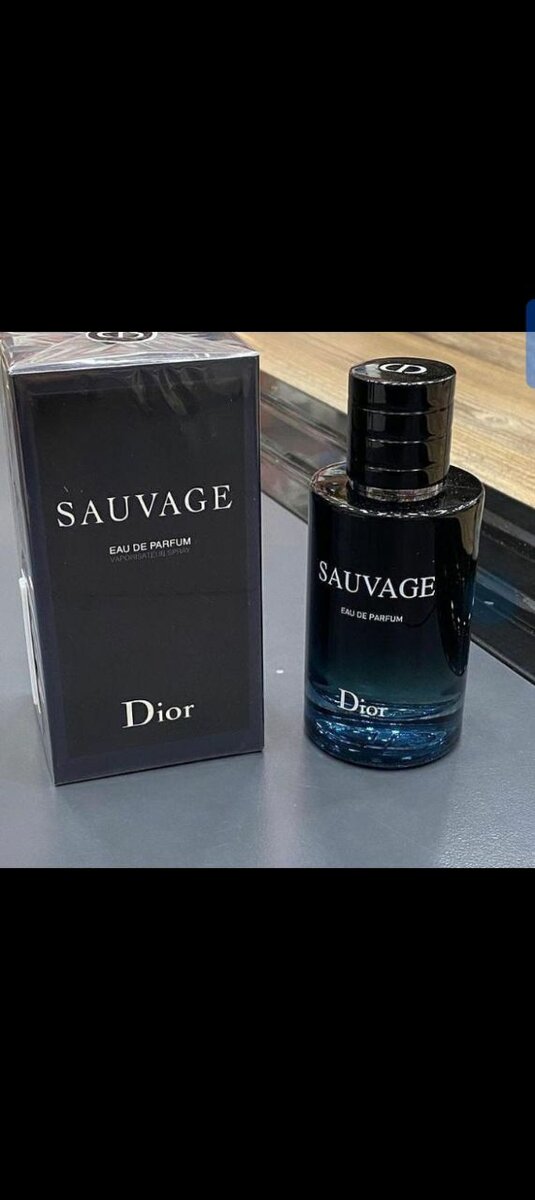 SAUVAGE
EAU DE PARFUM
VAPORISATEUR SPRAY
Dior
SAUVAGE
EAU DE PARFUM
Dior